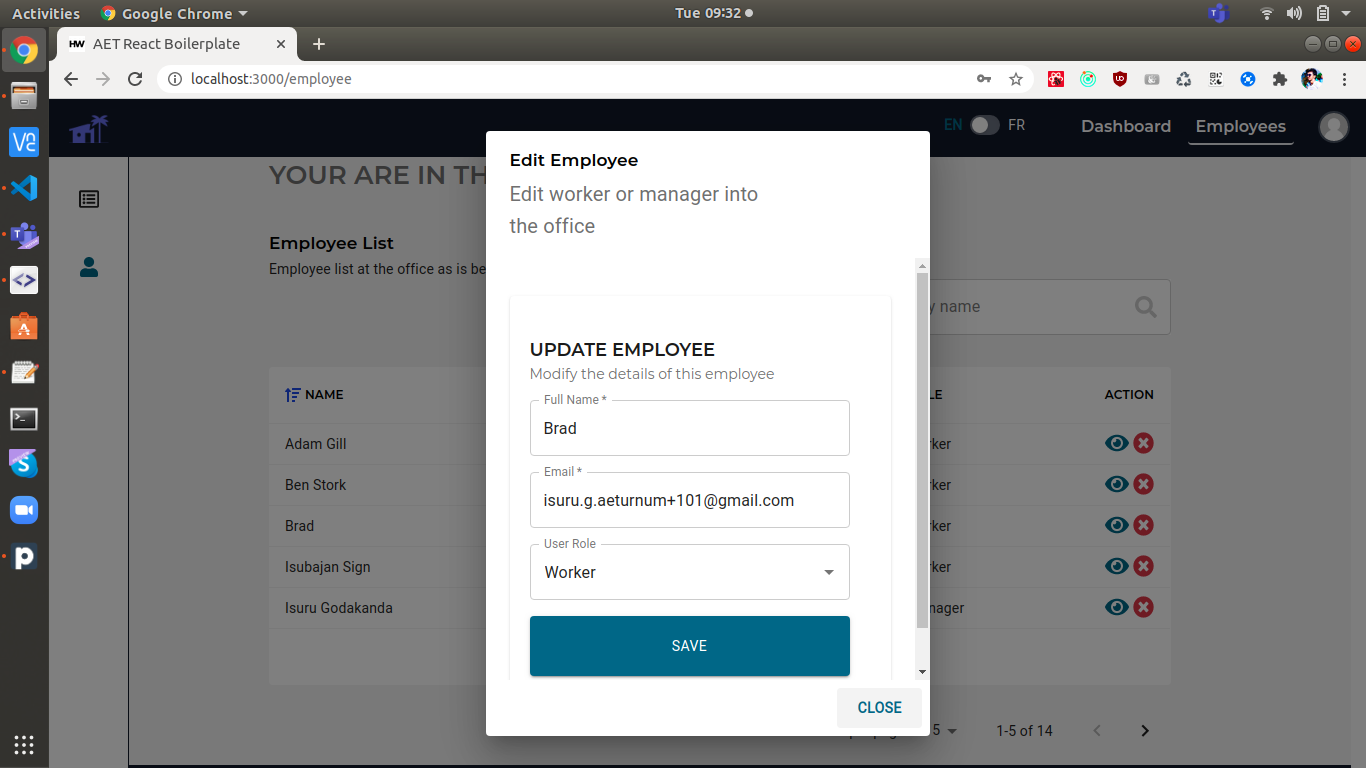 Activities
Google Chrome
Tue 09:32
HW
AET React Boilerplate
localhost:3000/employee
EN
FR
Dashboard
Employees
YOUR ARE IN TH
Employee List
Employee list at the office as is be
y name
NAME
LE
ACTION
Adam Gill
rker
Ben Stork
rker
Brad
rker
Isubajan Sign
rker
Isuru Godakanda
nager
5
1-5 of 14
Edit Employee
Edit worker or manager into
the office
UPDATE EMPLOYEE
Modify the details of this employee
Full Name *
Brad
Email *
isuru.g.aeturnum+101@gmail.com
User Role
Worker
SAVE
CLOSE